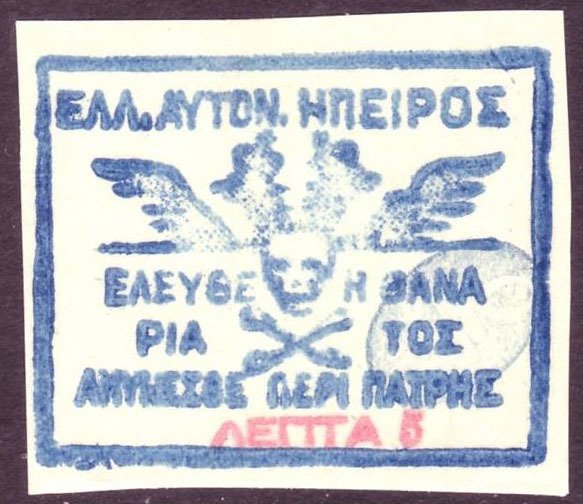 ΕΛΛ. ΑΥΤΟΝ. ΗΠΕΙΡΟΣ
ΕΛΕΥΘΕ Η ΘΑΝΑ
ΡΙΑ ΤΟΣ
ΑΜΥΝΕΣΘΕ ΠΕΡΙ ΠΑΤΡΗΣ
ΛΕΠΤΑ 5